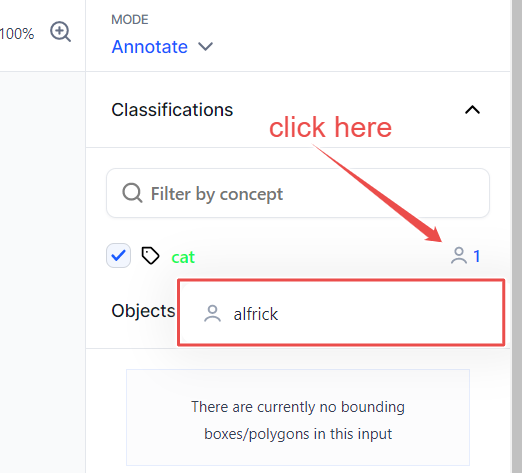 100%
MODE
Annotate
Classifications
click here
Filter by concept
cat
1
Objects
alfrick
There are currently no bounding
boxes/polygons in this input